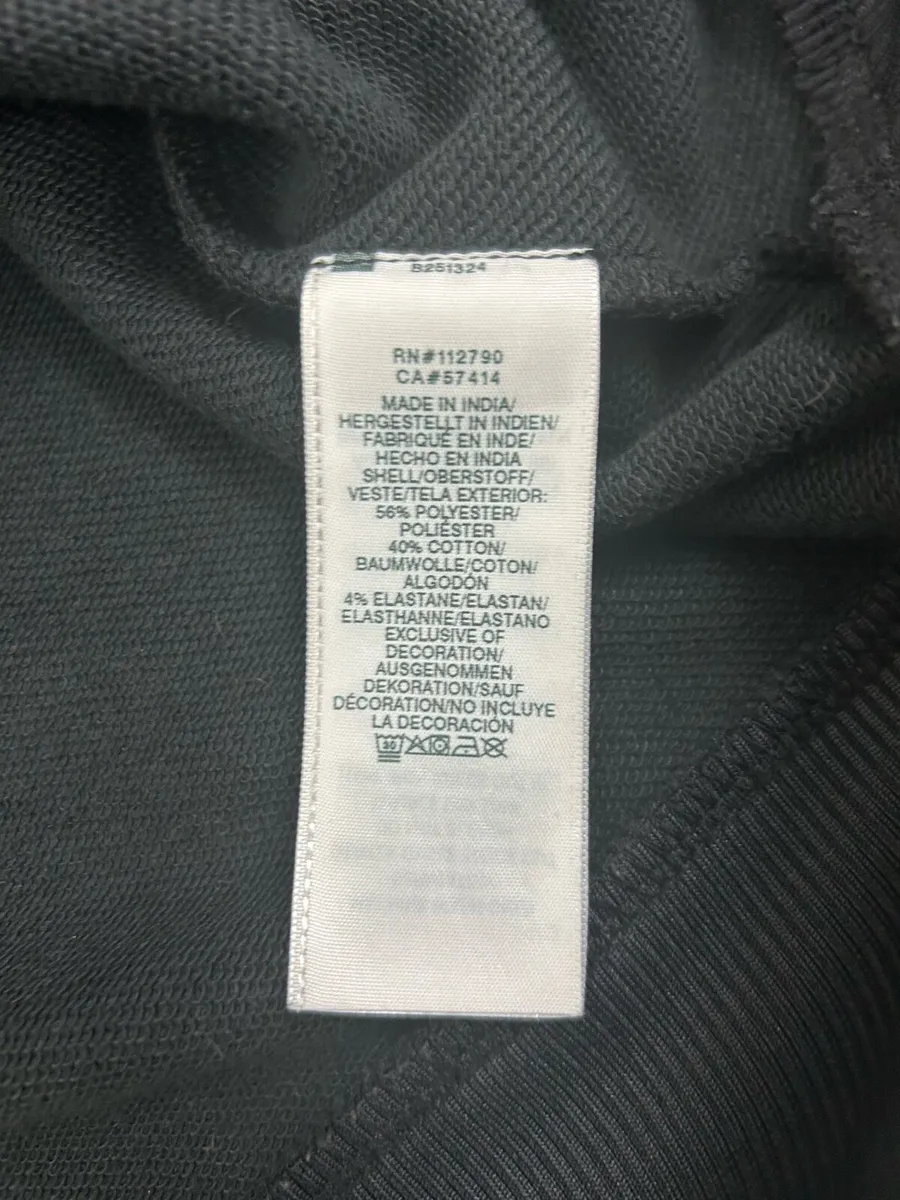 B251324
RN#112790
CA#57414
MADE IN INDIA/
HERGESTELLT IN INDIEN/
FABRIQUÉ EN INDE/
HECHO EN INDIA
SHELL/OBERSTOFF/
VESTE/TELA EXTERIOR:
56% POLYESTER/
POLIÉSTER
40% COTTON/
BAUMWOLLE/COTON/
ALGODÓN
4% ELASTANE/ELASTAN/
ELASTHANNE/ELASTANO
EXCLUSIVE OF
DECORATION/
AUSGENOMMEN
DEKORATION/SAUF
DÉCORATION/NO INCLUYE
LA DECORACIÓN
30